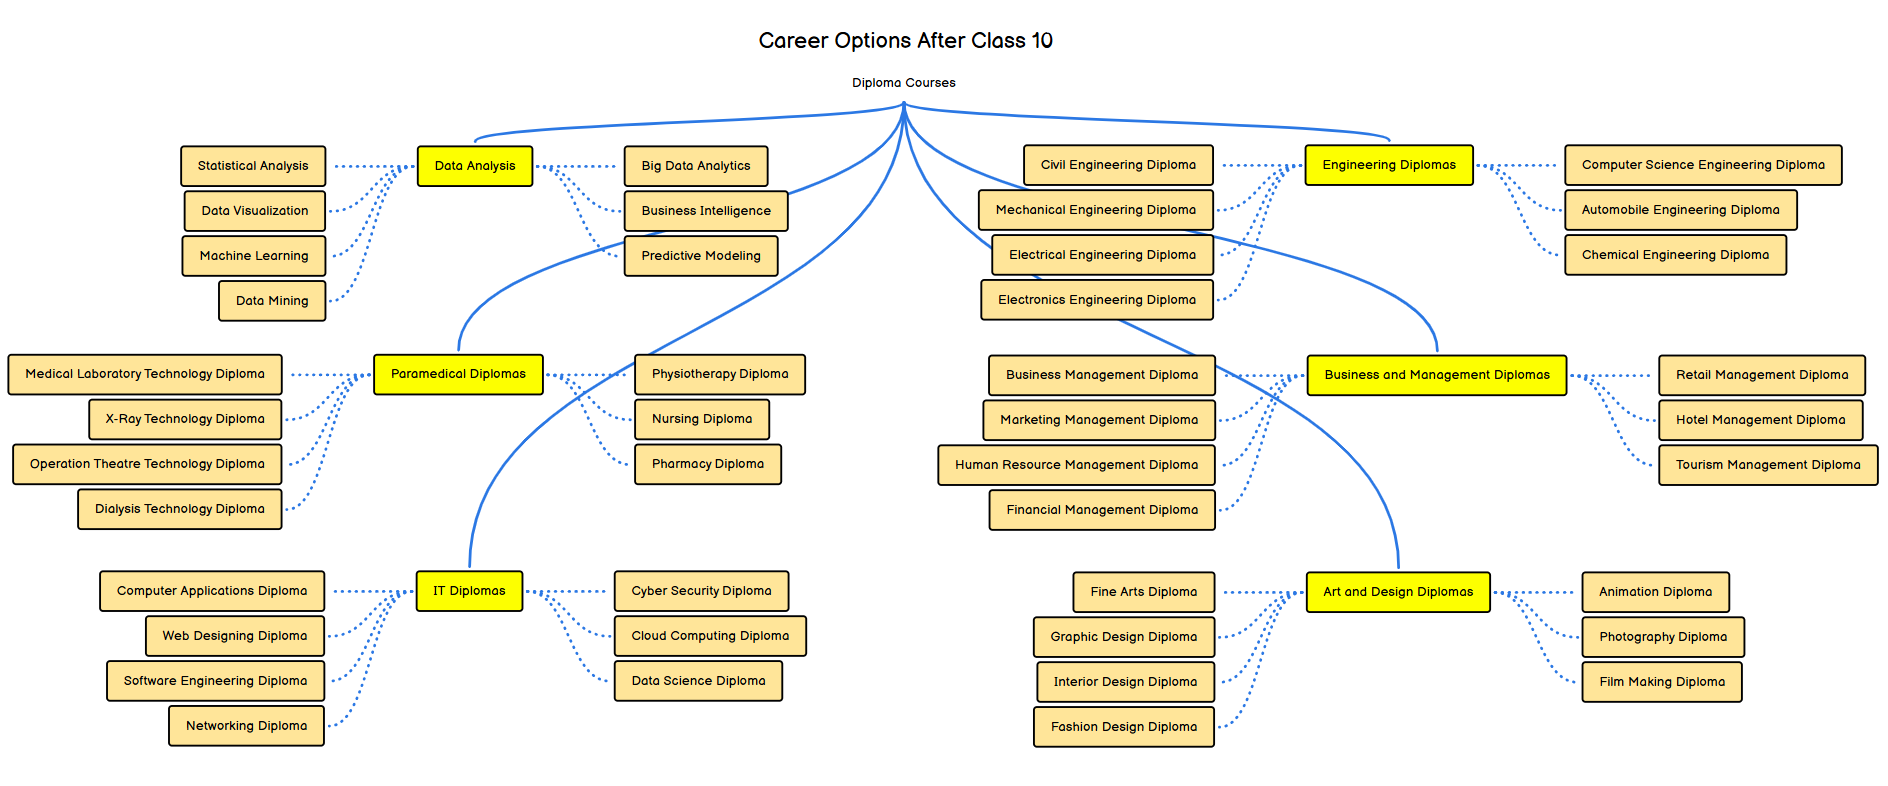 Career Options After Class 10
Diploma Courses
Data Analysis
Statistical Analysis
Data Visualization
Machine Learning
Data Mining
Big Data Analytics
Business Intelligence
Predictive Modeling
Engineering Diplomas
Civil Engineering Diploma
Mechanical Engineering Diploma
Electrical Engineering Diploma
Electronics Engineering Diploma
Computer Science Engineering Diploma
Automobile Engineering Diploma
Chemical Engineering Diploma
Paramedical Diplomas
Medical Laboratory Technology Diploma
X-Ray Technology Diploma
Operation Theatre Technology Diploma
Dialysis Technology Diploma
Physiotherapy Diploma
Nursing Diploma
Pharmacy Diploma
Business and Management Diplomas
Business Management Diploma
Marketing Management Diploma
Human Resource Management Diploma
Financial Management Diploma
Retail Management Diploma
Hotel Management Diploma
Tourism Management Diploma
IT Diplomas
Computer Applications Diploma
Web Designing Diploma
Software Engineering Diploma
Networking Diploma
Cyber Security Diploma
Cloud Computing Diploma
Data Science Diploma
Art and Design Diplomas
Fine Arts Diploma
Graphic Design Diploma
Interior Design Diploma
Fashion Design Diploma
Animation Diploma
Photography Diploma
Film Making Diploma